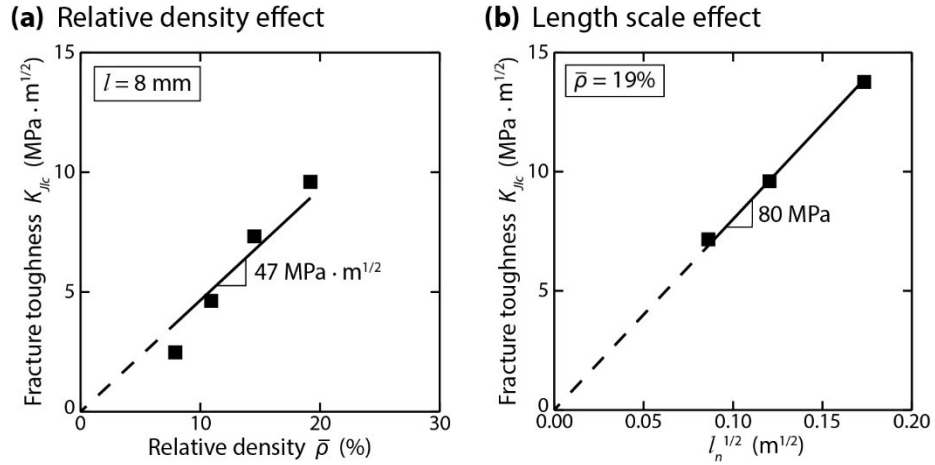 (a) Relative density effect
15
10
5
0
0
10
20
30
l = 8 mm
47 MPa · m^1/2
Fracture toughness K_JIc (MPa · m^1/2)
Relative density ρ̄ (%)
(b) Length scale effect
15
10
5
0
0.00
0.05
0.10
0.15
0.20
ρ̄ = 19%
80 MPa
Fracture toughness K_JIc (MPa · m^1/2)
l_n^1/2 (m^1/2)